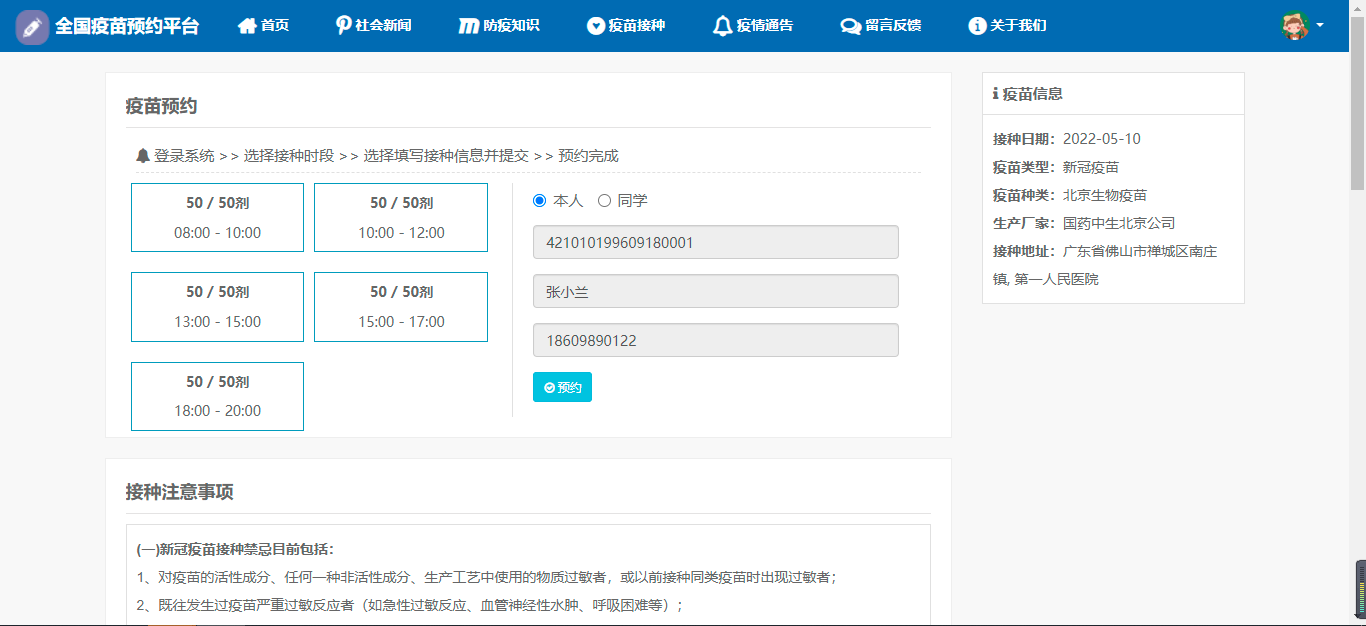 全国疫苗预约平台 首页 社会新闻 防疫知识 疫苗接种 疫情通告 留言反馈 关于我们
疫苗预约
登录系统 >> 选择接种时段 >> 选择填写接种信息并提交 >> 预约完成
50 / 50剂
08:00 - 10:00
50 / 50剂
10:00 - 12:00
50 / 50剂
13:00 - 15:00
50 / 50剂
15:00 - 17:00
50 / 50剂
18:00 - 20:00
本人 同学
421010199609180001
张小兰
18609890122
预约
疫苗信息
接种日期：2022-05-10
疫苗类型：新冠疫苗
疫苗种类：北京生物疫苗
生产厂家：国药中生北京公司
接种地址：广东省佛山市禅城区南庄
镇, 第一人民医院
接种注意事项
(一)新冠疫苗接种禁忌目前包括：
1、对疫苗的活性成分、任何一种非活性成分、生产工艺中使用的物质过敏者，或以前接种同类疫苗时出现过敏者；
2、既往发生过疫苗严重过敏反应者（如急性过敏反应、血管神经性水肿、呼吸困难等）；